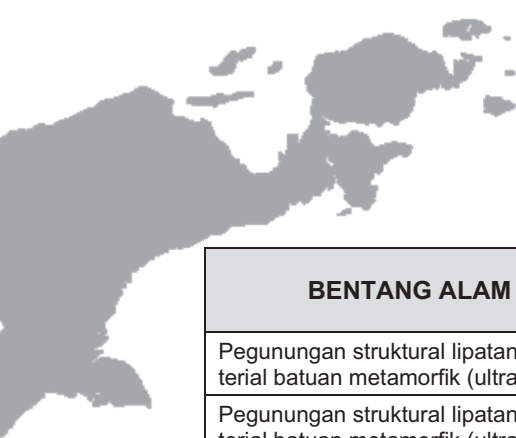 BENTANG ALAM
Pegunungan struktural lipatan
terial batuan metamorfik (ultra
Pegunungan struktural lipatan